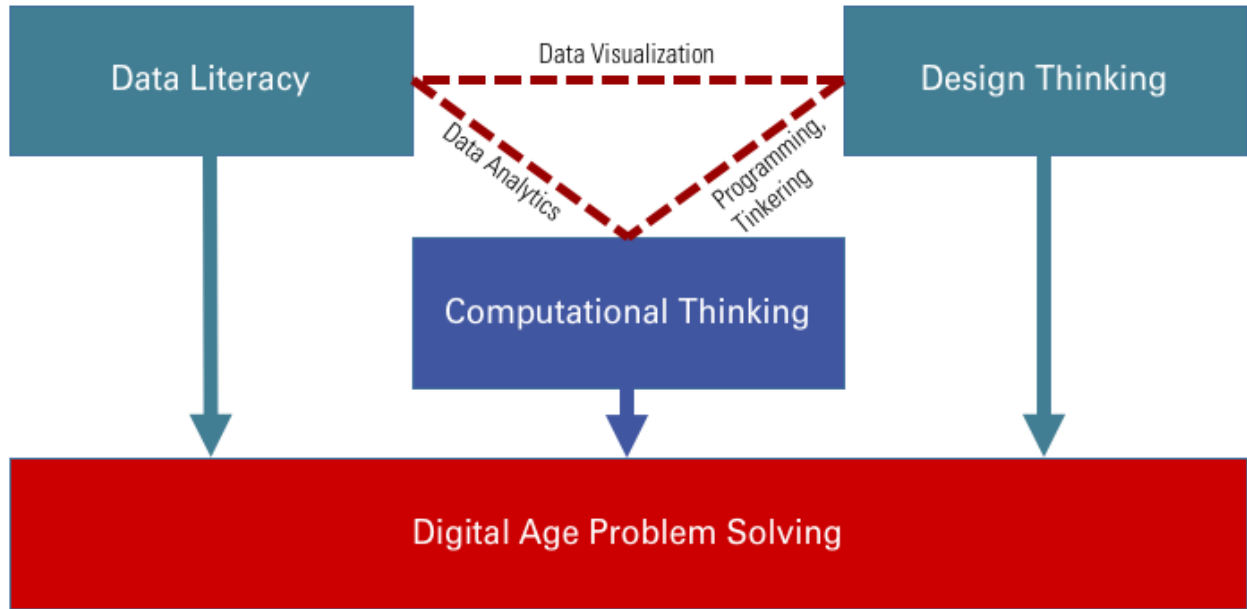 Data Visualization
Data Literacy
Design Thinking
Data Analytics
Programming,
Tinkering
Computational Thinking
Digital Age Problem Solving